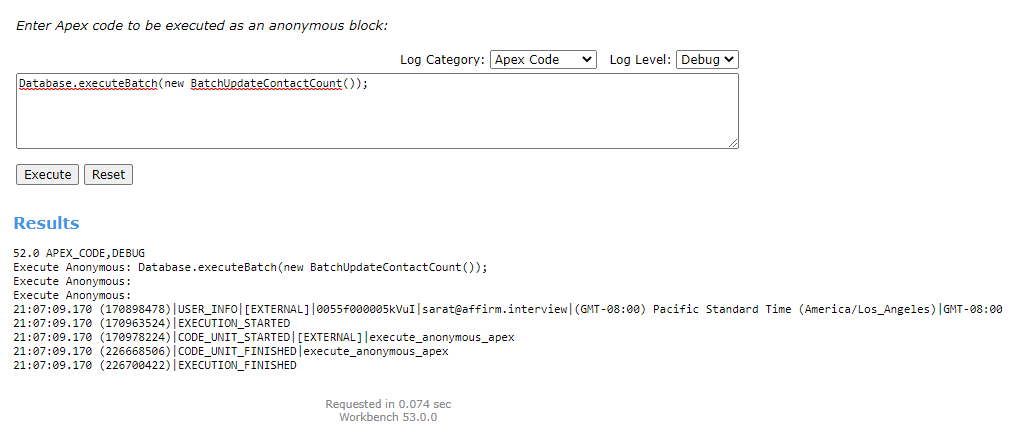 Enter Apex code to be executed as an anonymous block:
Log Category: Apex Code Log Level: Debug
Database.executeBatch(new BatchUpdateContactCount());
Execute Reset
Results
52.0 APEX_CODE,DEBUG
Execute Anonymous: Database.executeBatch(new BatchUpdateContactCount());
Execute Anonymous:
Execute Anonymous:
21:07:09.170 (170898478)|USER_INFO|[EXTERNAL]|0055f000005kVuI|sarat@affirm.interview|(GMT-08:00) Pacific Standard Time (America/Los_Angeles)|GMT-08:00
21:07:09.170 (170963524)|EXECUTION_STARTED
21:07:09.170 (170978224)|CODE_UNIT_STARTED|[EXTERNAL]|execute_anonymous_apex
21:07:09.170 (226668506)|CODE_UNIT_FINISHED|execute_anonymous_apex
21:07:09.170 (226700422)|EXECUTION_FINISHED
Requested in 0.074 sec
Workbench 53.0.0